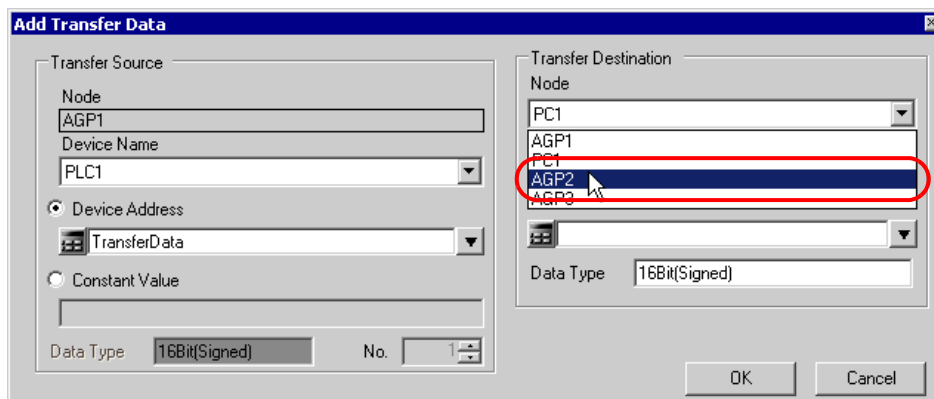 Add Transfer Data
Transfer Source
Node
AGP1
Device Name
PLC1
Device Address
TransferData
Constant Value
Data Type 16Bit(Signed) No. 1
Transfer Destination
Node
PC1
AGP1
PC1
AGP2
AGP3
Data Type 16Bit(Signed)
OK Cancel